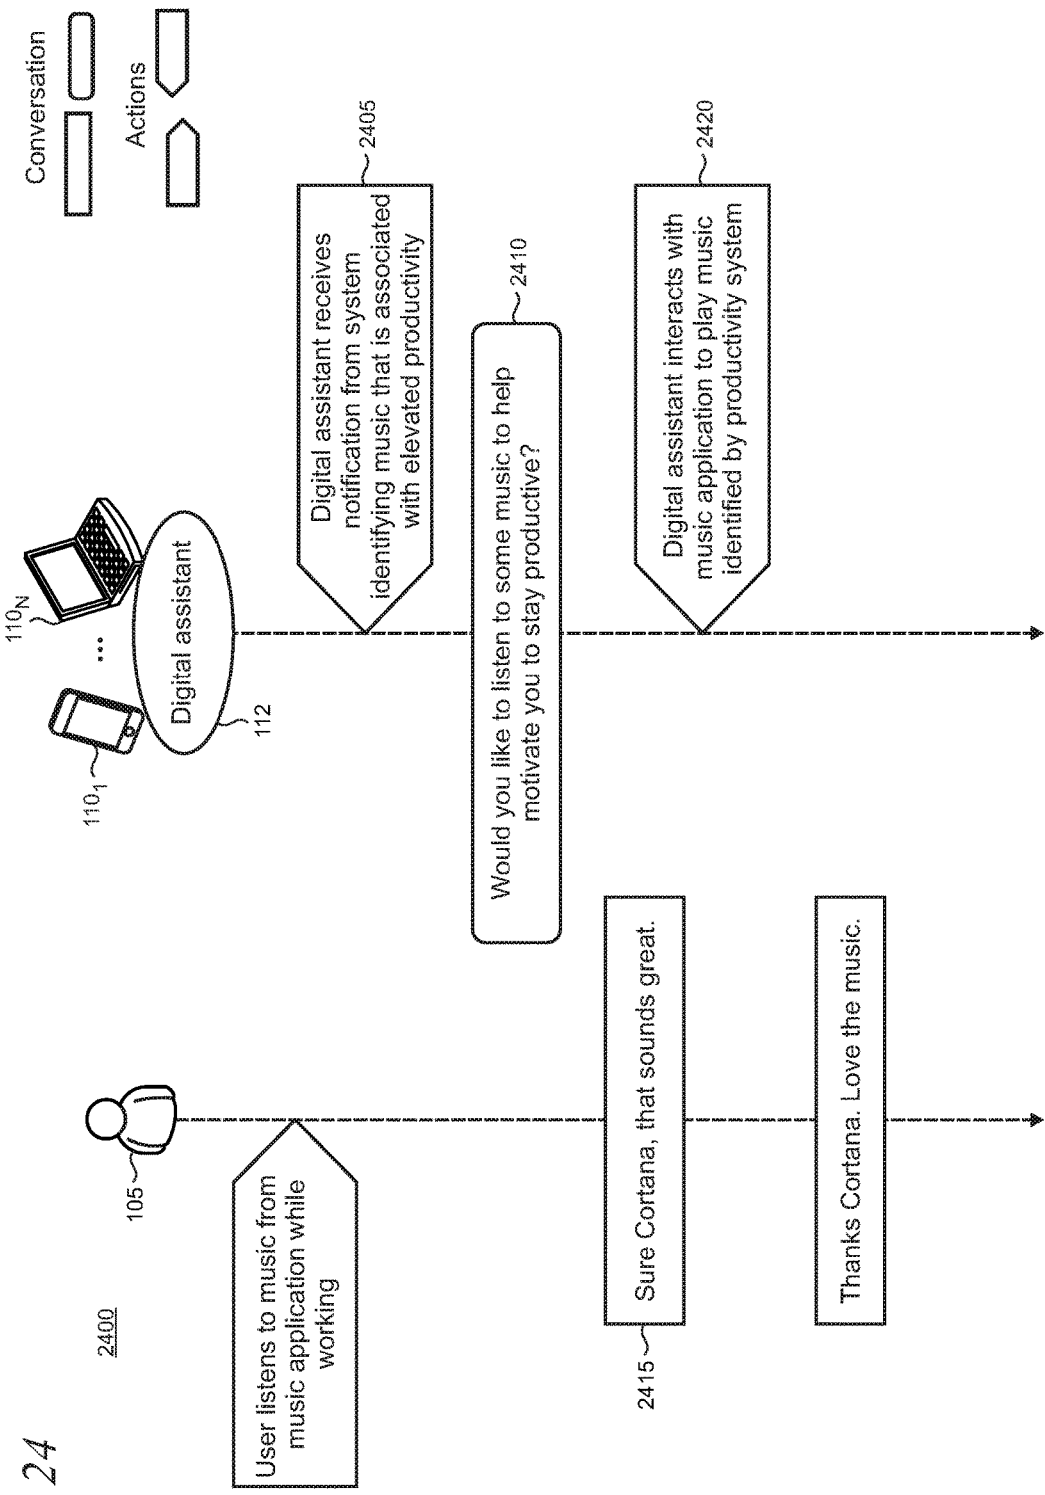 24
2400
105
110₁
110N
...
Digital assistant
112
Conversation
Actions
User listens to music from
music application while
working
Digital assistant receives
notification from system
identifying music that is associated
with elevated productivity
2405
Would you like to listen to some music to help
motivate you to stay productive?
2410
2415
Sure Cortana, that sounds great.
Digital assistant interacts with
music application to play music
identified by productivity system
2420
Thanks Cortana. Love the music.